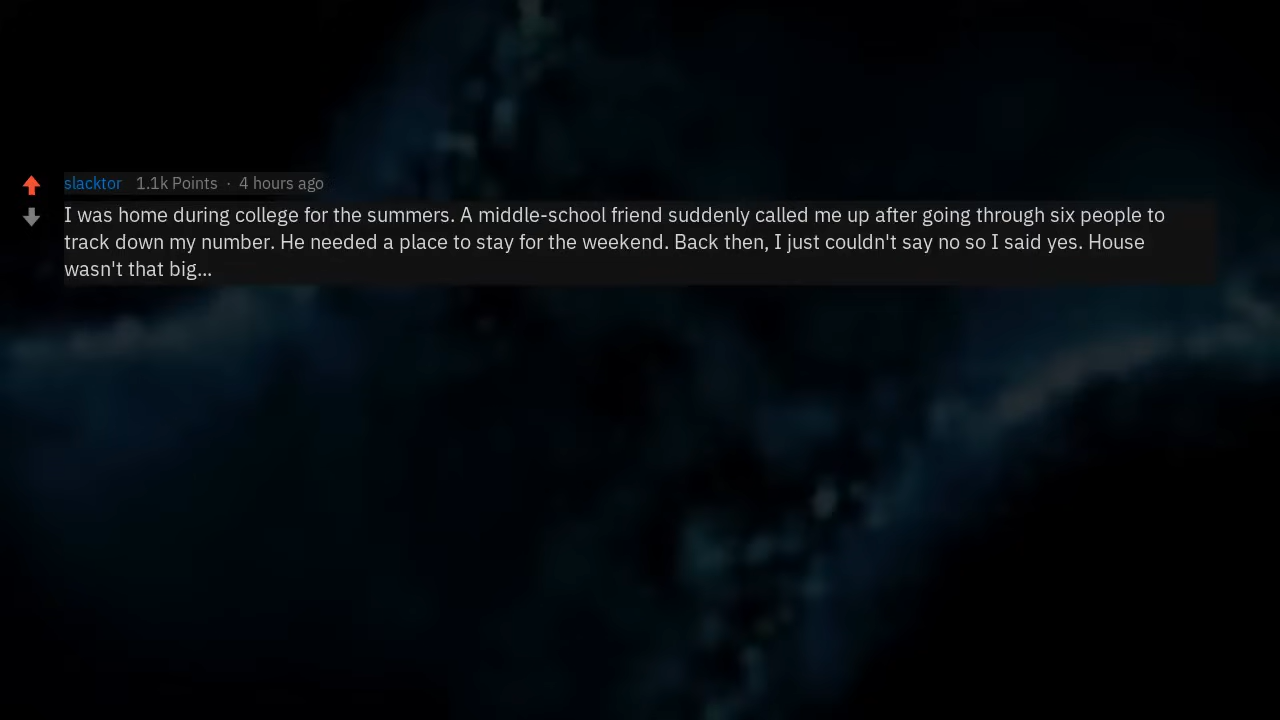 slacktor 1.1k Points · 4 hours ago
I was home during college for the summers. A middle-school friend suddenly called me up after going through six people to
track down my number. He needed a place to stay for the weekend. Back then, I just couldn't say no so I said yes. House
wasn't that big...